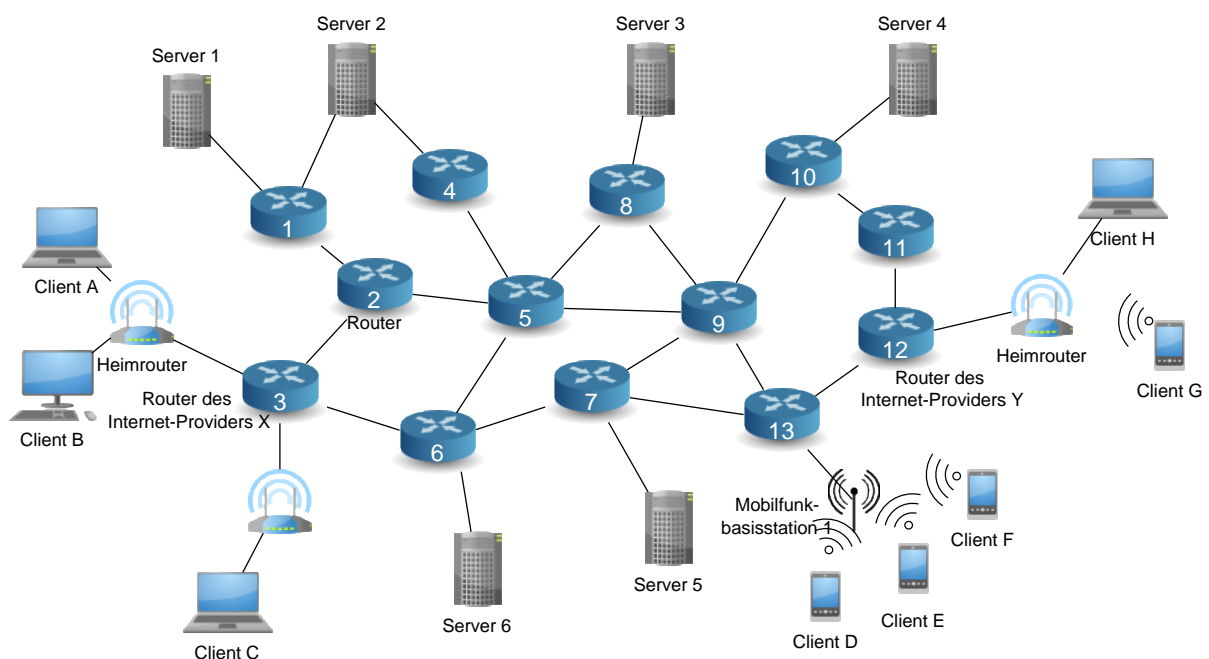 Server 1
Server 2
Server 3
Server 4
1
2
Router
4
5
8
9
10
11
12
Client A
Heimrouter
Client B
3
Router des
Internet-Providers X
6
7
13
Client H
Heimrouter
Router des
Internet-Providers Y
Client G
Client C
Server 6
Server 5
Mobilfunk-
basisstation 1
Client D
Client E
Client F